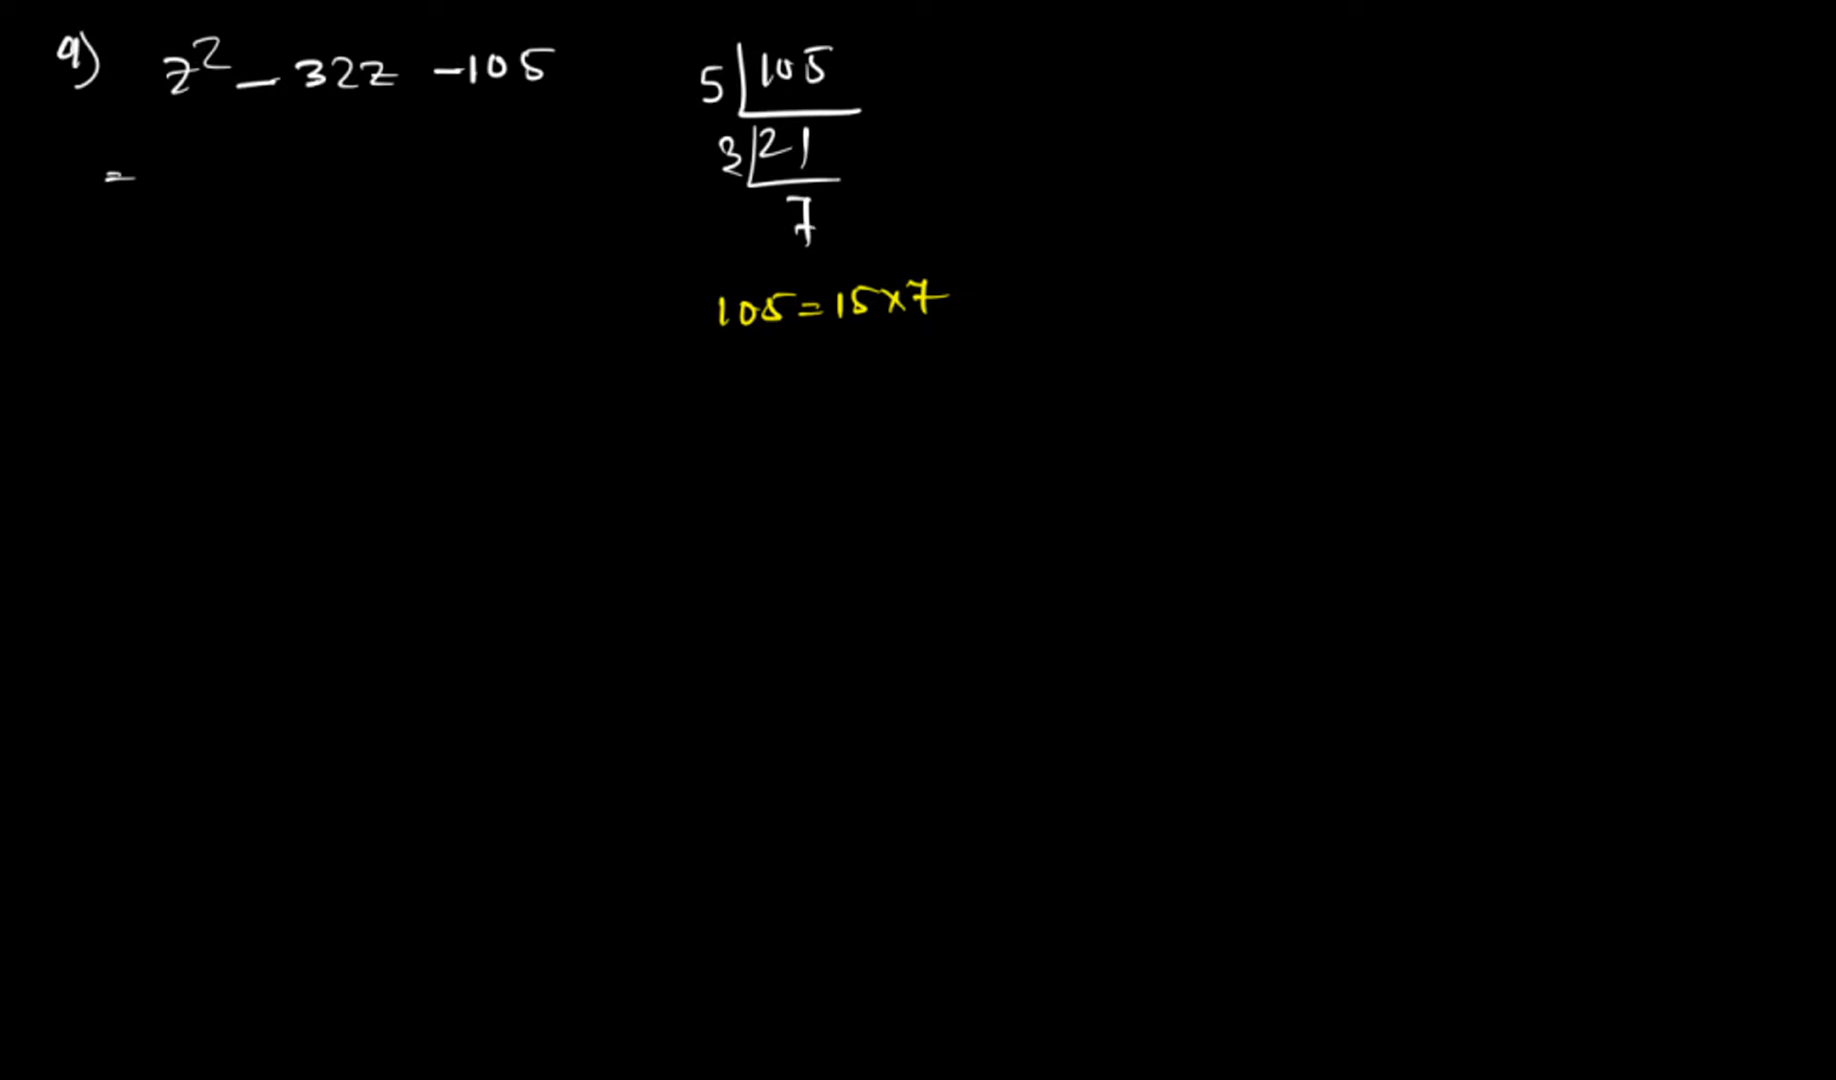 9) z² - 32z - 105
=
5 | 105
3 | 21
7
105 = 15 × 7